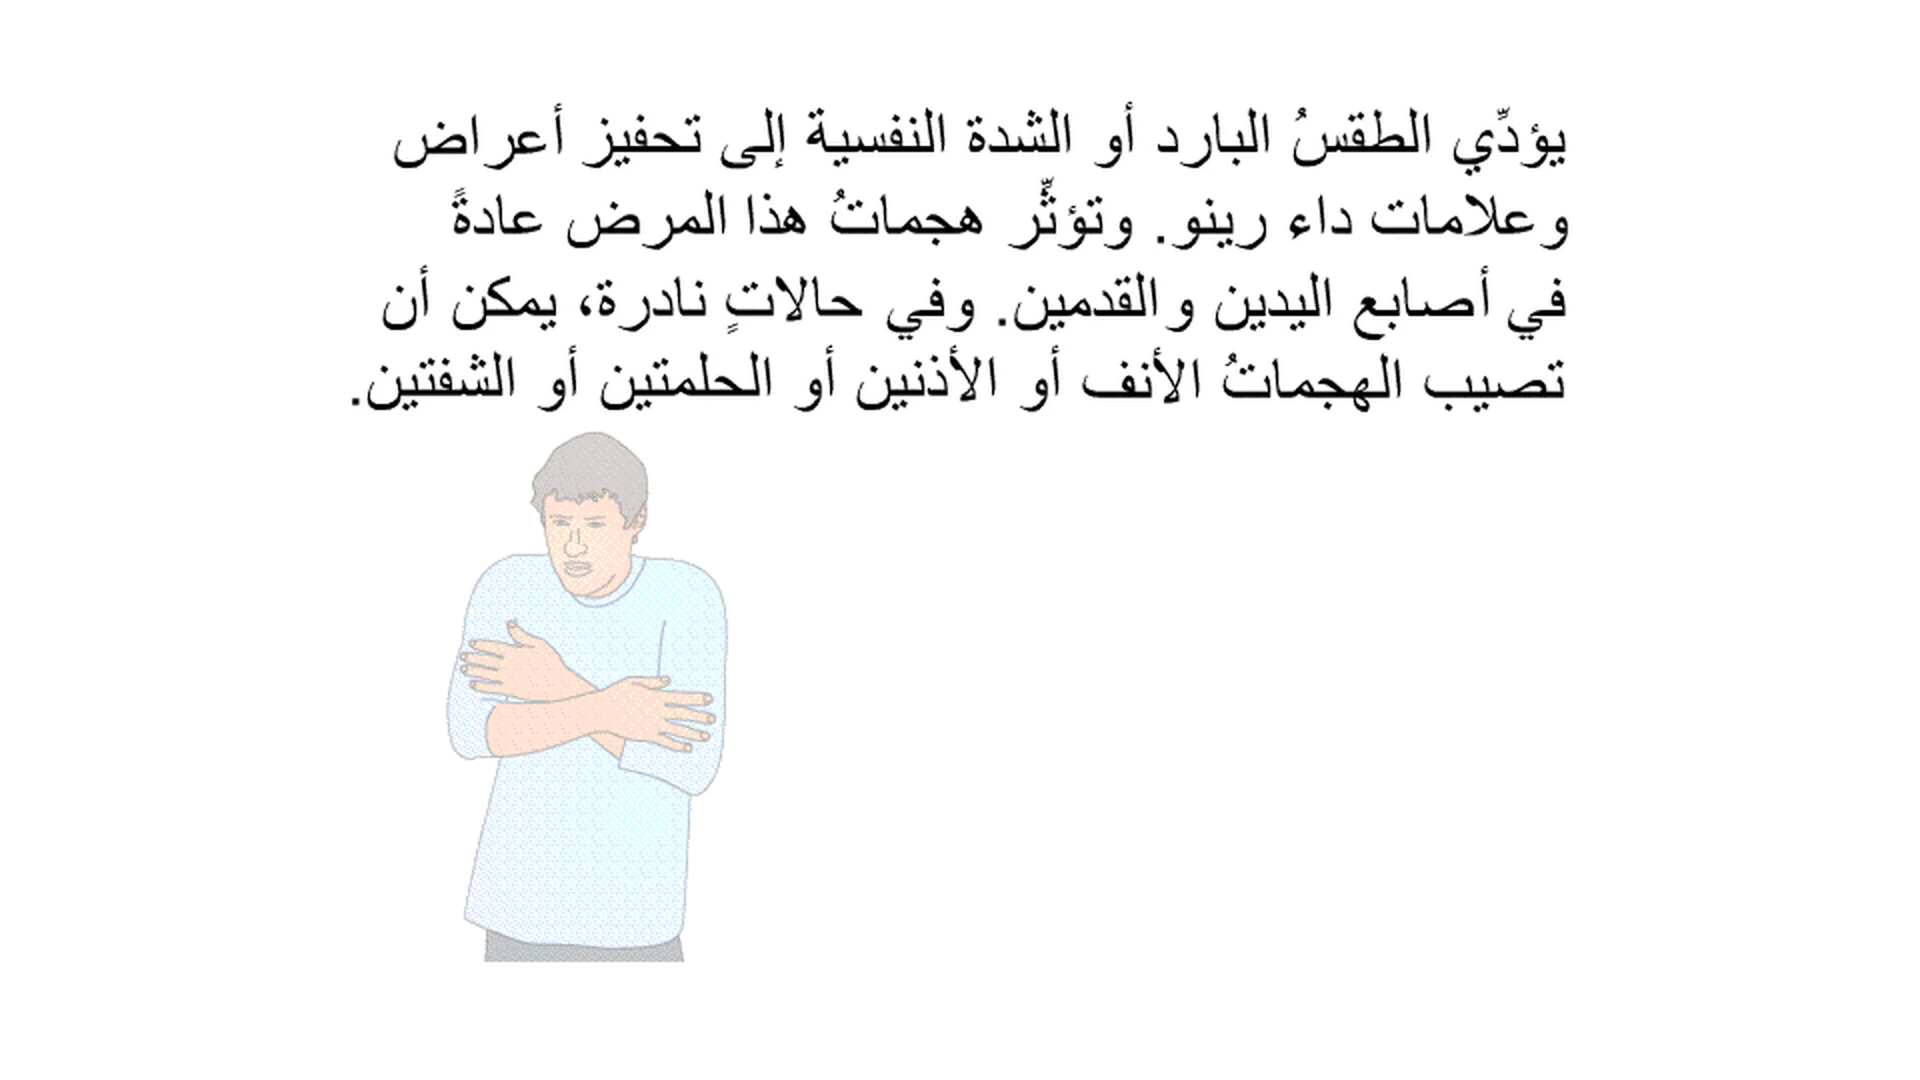 يؤدِّي الطقسُ البارد أو الشدة النفسية إلى تحفيز أعراض
وعلامات داء رينو. وتؤثِّر هجماتُ هذا المرض عادةً
في أصابع اليدين والقدمين. وفي حالاتٍ نادرة، يمكن أن
تصيب الهجماتُ الأنف أو الأذنين أو الحلمتين أو الشفتين.